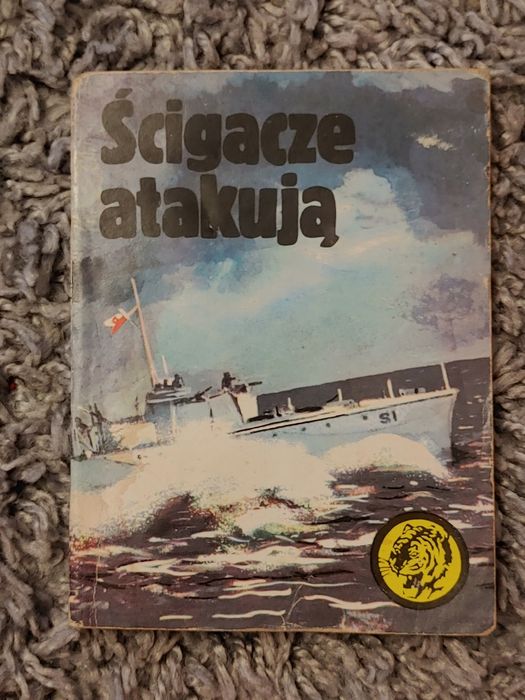 Ścigacze
atakują
S1